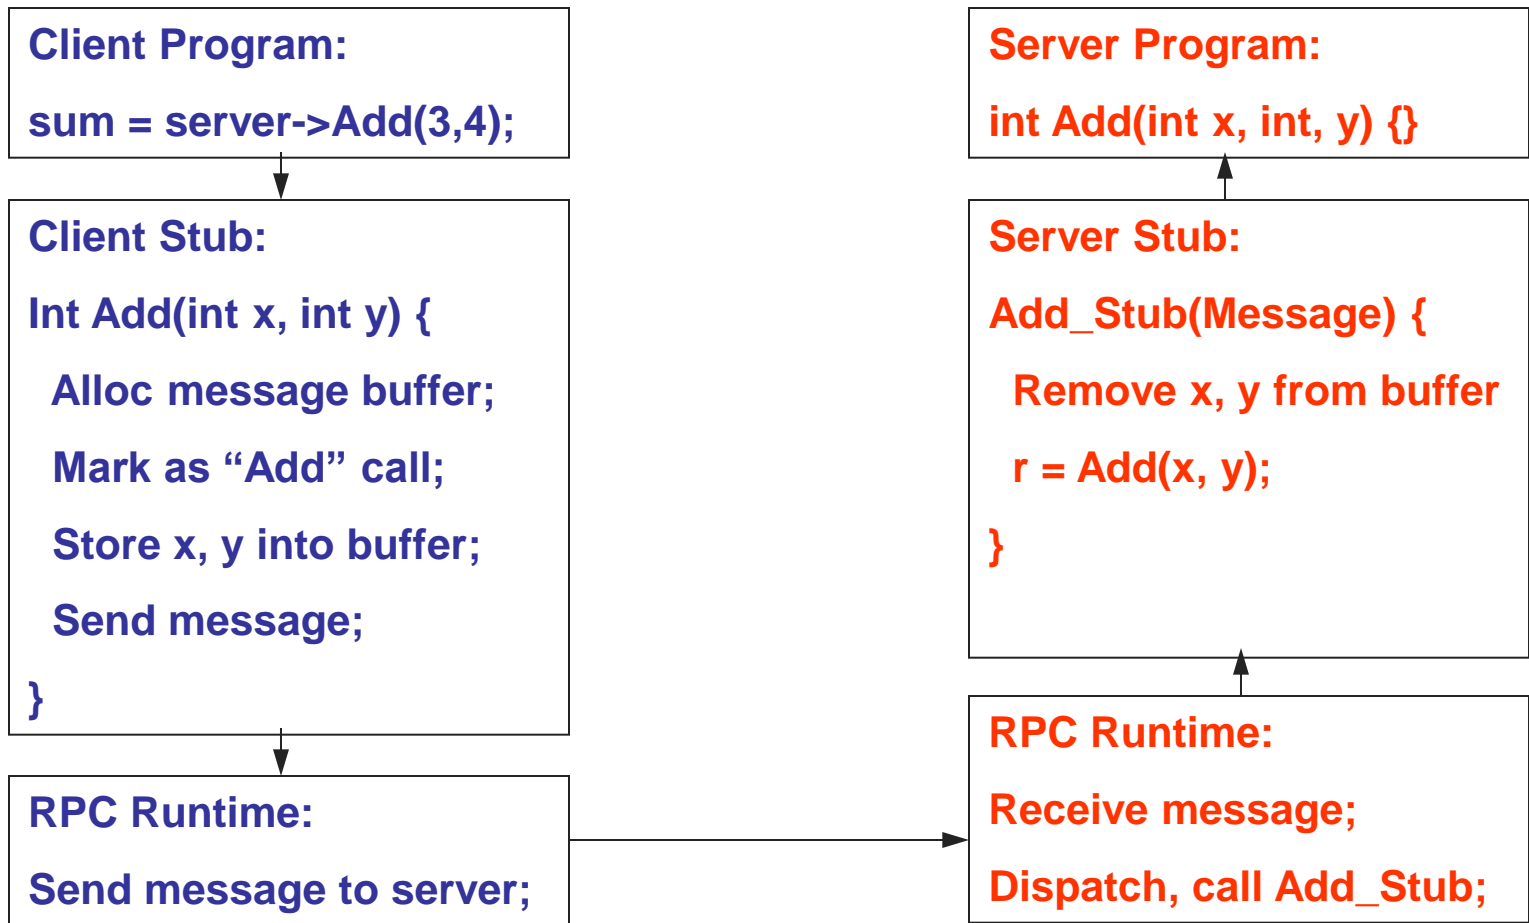 Client Program:
sum = server->Add(3,4);
Client Stub:
Int Add(int x, int y) {
Alloc message buffer;
Mark as “Add” call;
Store x, y into buffer;
Send message;
}
RPC Runtime:
Send message to server;
Server Program:
int Add(int x, int, y) {}
Server Stub:
Add_Stub(Message) {
Remove x, y from buffer
r = Add(x, y);
}
RPC Runtime:
Receive message;
Dispatch, call Add_Stub;